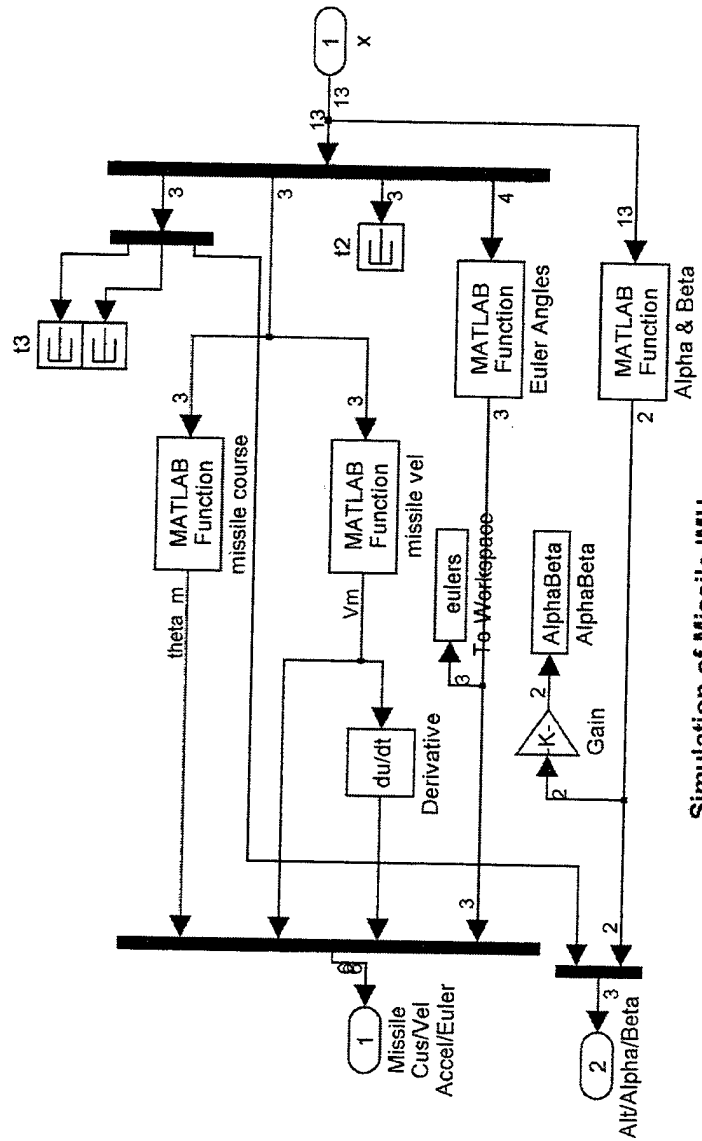 1
x
13
13
3
3
3
4
13
t3
t2
3
MATLAB
Function
missile course
theta_m
3
MATLAB
Function
missile vel
Vm
du/dt
Derivative
MATLAB
Function
Euler Angles
3
eulers
To Workspace
3
3
MATLAB
Function
Alpha & Beta
2
AlphaBeta
AlphaBeta
2
-K-
Gain
2
2
1
Missile
Cus/Vel
Accel/Euler
3
2
Alt/Alpha/Beta
Simulation of Missile